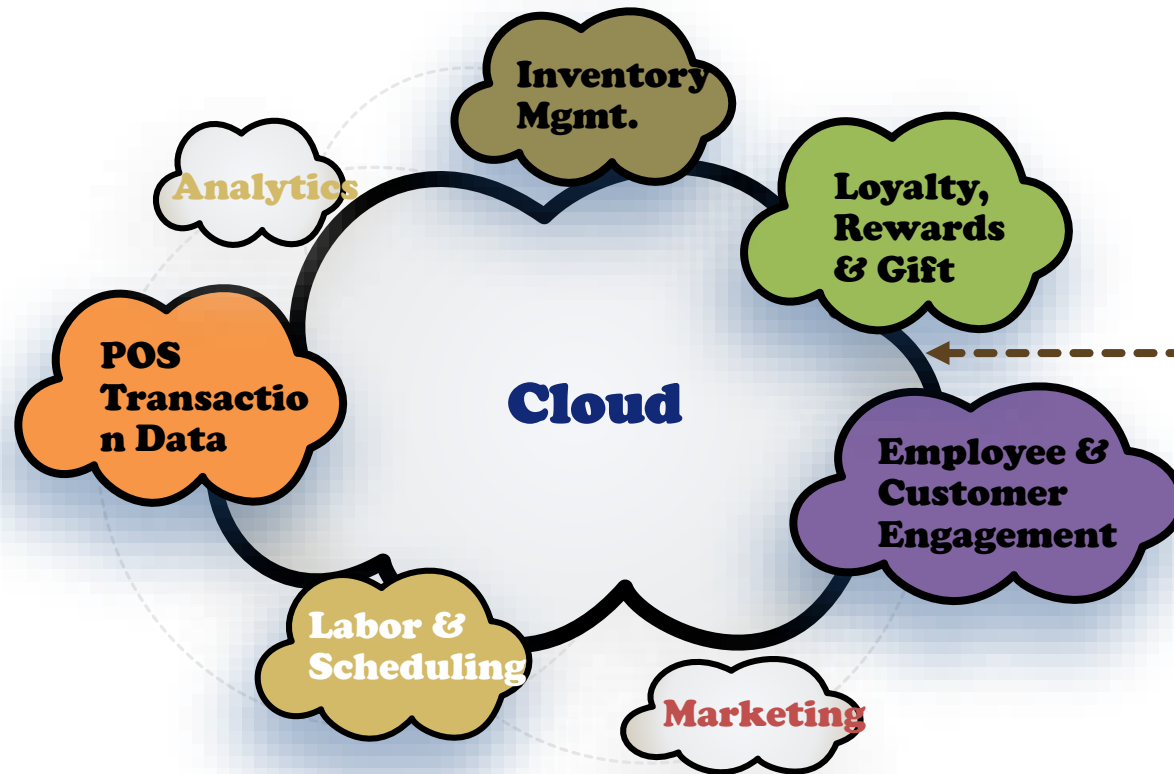 Inventory
Mgmt.
Analytics
Loyalty,
Rewards
& Gift
POS
Transactio
n Data
Cloud
Employee &
Customer
Engagement
Labor &
Scheduling
Marketing